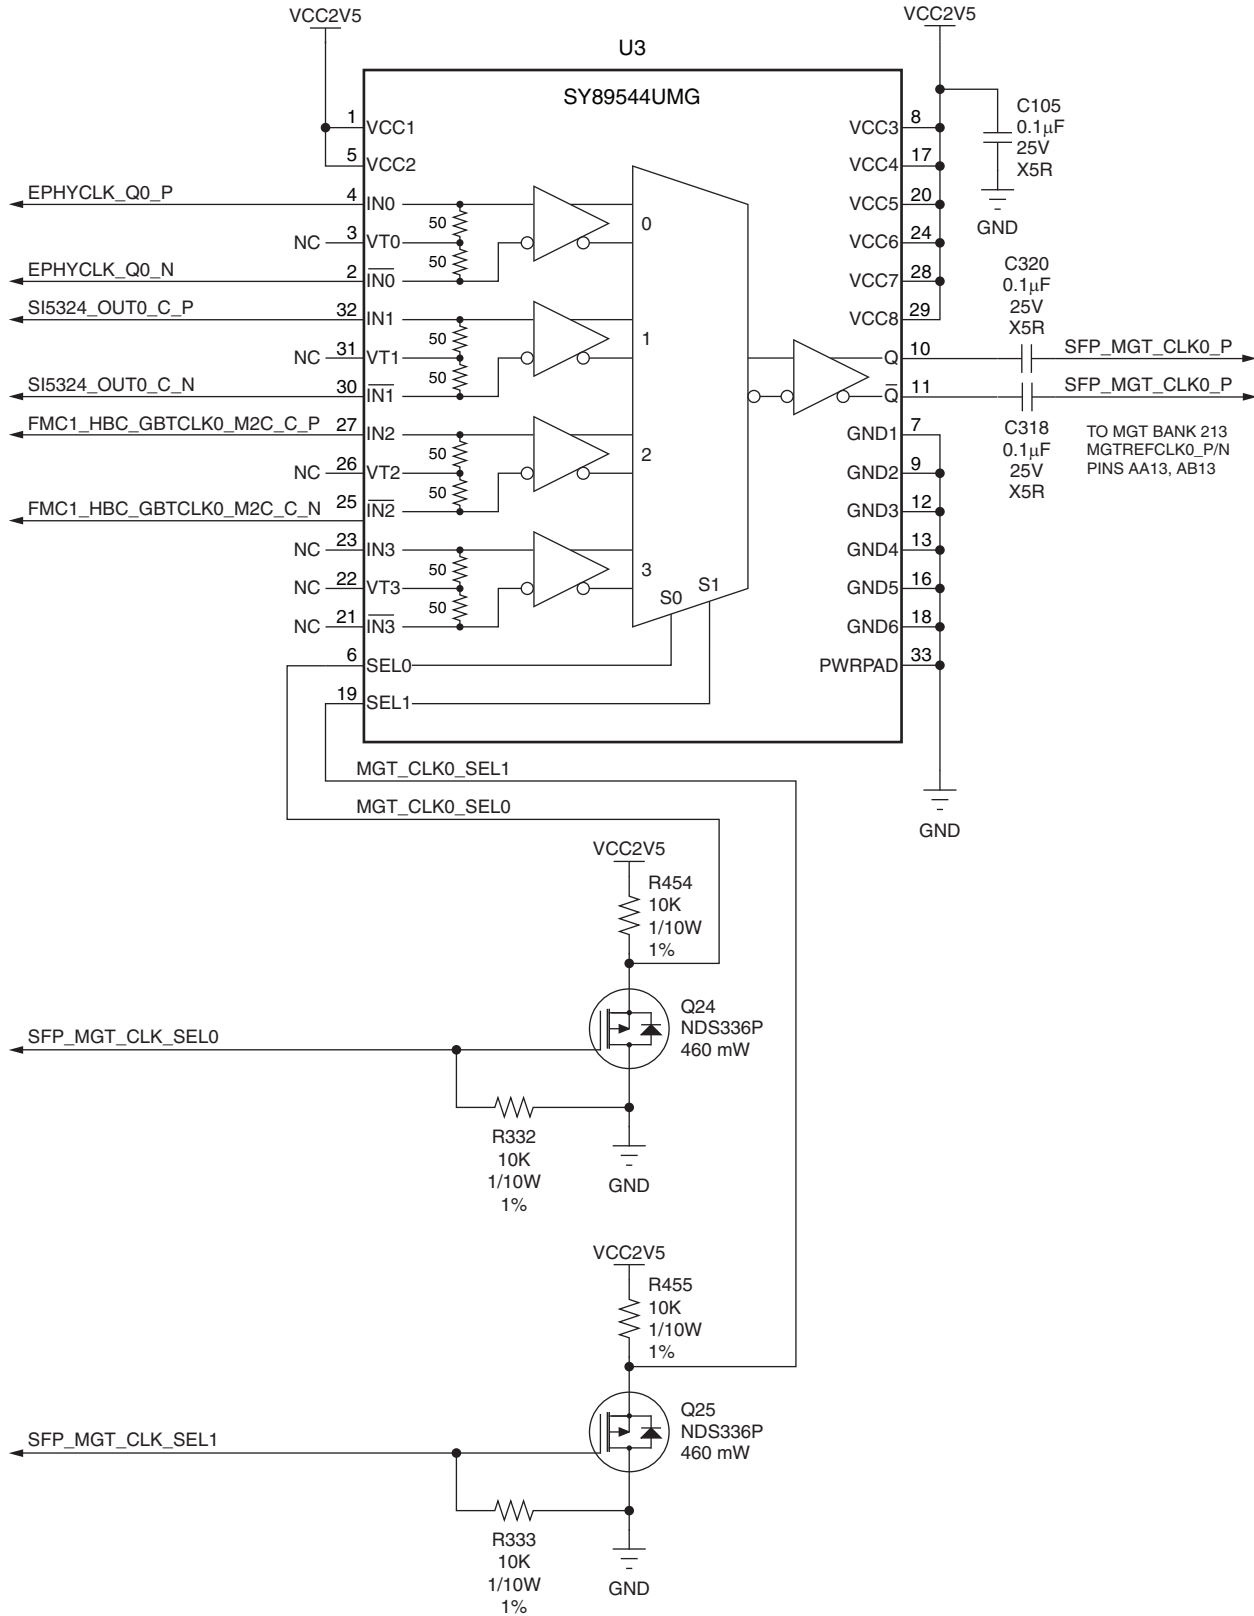 VCC2V5
VCC2V5
U3
SY89544UMG
1 VCC1
5 VCC2
EPHYCLK_Q0_P 4 IN0
NC 3 VT0
EPHYCLK_Q0_N 2 IN0
50
50
0
SI5324_OUT0_C_P 32 IN1
NC 31 VT1
SI5324_OUT0_C_N 30 IN1
50
50
1
FMC1_HBC_GBTCLK0_M2C_C_P 27 IN2
NC 26 VT2
FMC1_HBC_GBTCLK0_M2C_C_N 25 IN2
50
50
2
NC 23 IN3
NC 22 VT3
NC 21 IN3
50
50
3
S0
S1
6 SEL0
19 SEL1
VCC3 8
VCC4 17
VCC5 20
VCC6 24
VCC7 28
VCC8 29
Q 10
Q 11
GND1 7
GND2 9
GND3 12
GND4 13
GND5 16
GND6 18
PWRPAD 33
C105
0.1µF
25V
X5R
GND
C320
0.1µF
25V
X5R
SFP_MGT_CLK0_P
SFP_MGT_CLK0_P
C318
0.1µF
25V
X5R
TO MGT BANK 213
MGTREFCLK0_P/N
PINS AA13, AB13
GND
MGT_CLK0_SEL1
MGT_CLK0_SEL0
VCC2V5
R454
10K
1/10W
1%
Q24
NDS336P
460 mW
SFP_MGT_CLK_SEL0
R332
10K
1/10W
1%
GND
VCC2V5
R455
10K
1/10W
1%
Q25
NDS336P
460 mW
SFP_MGT_CLK_SEL1
R333
10K
1/10W
1%
GND